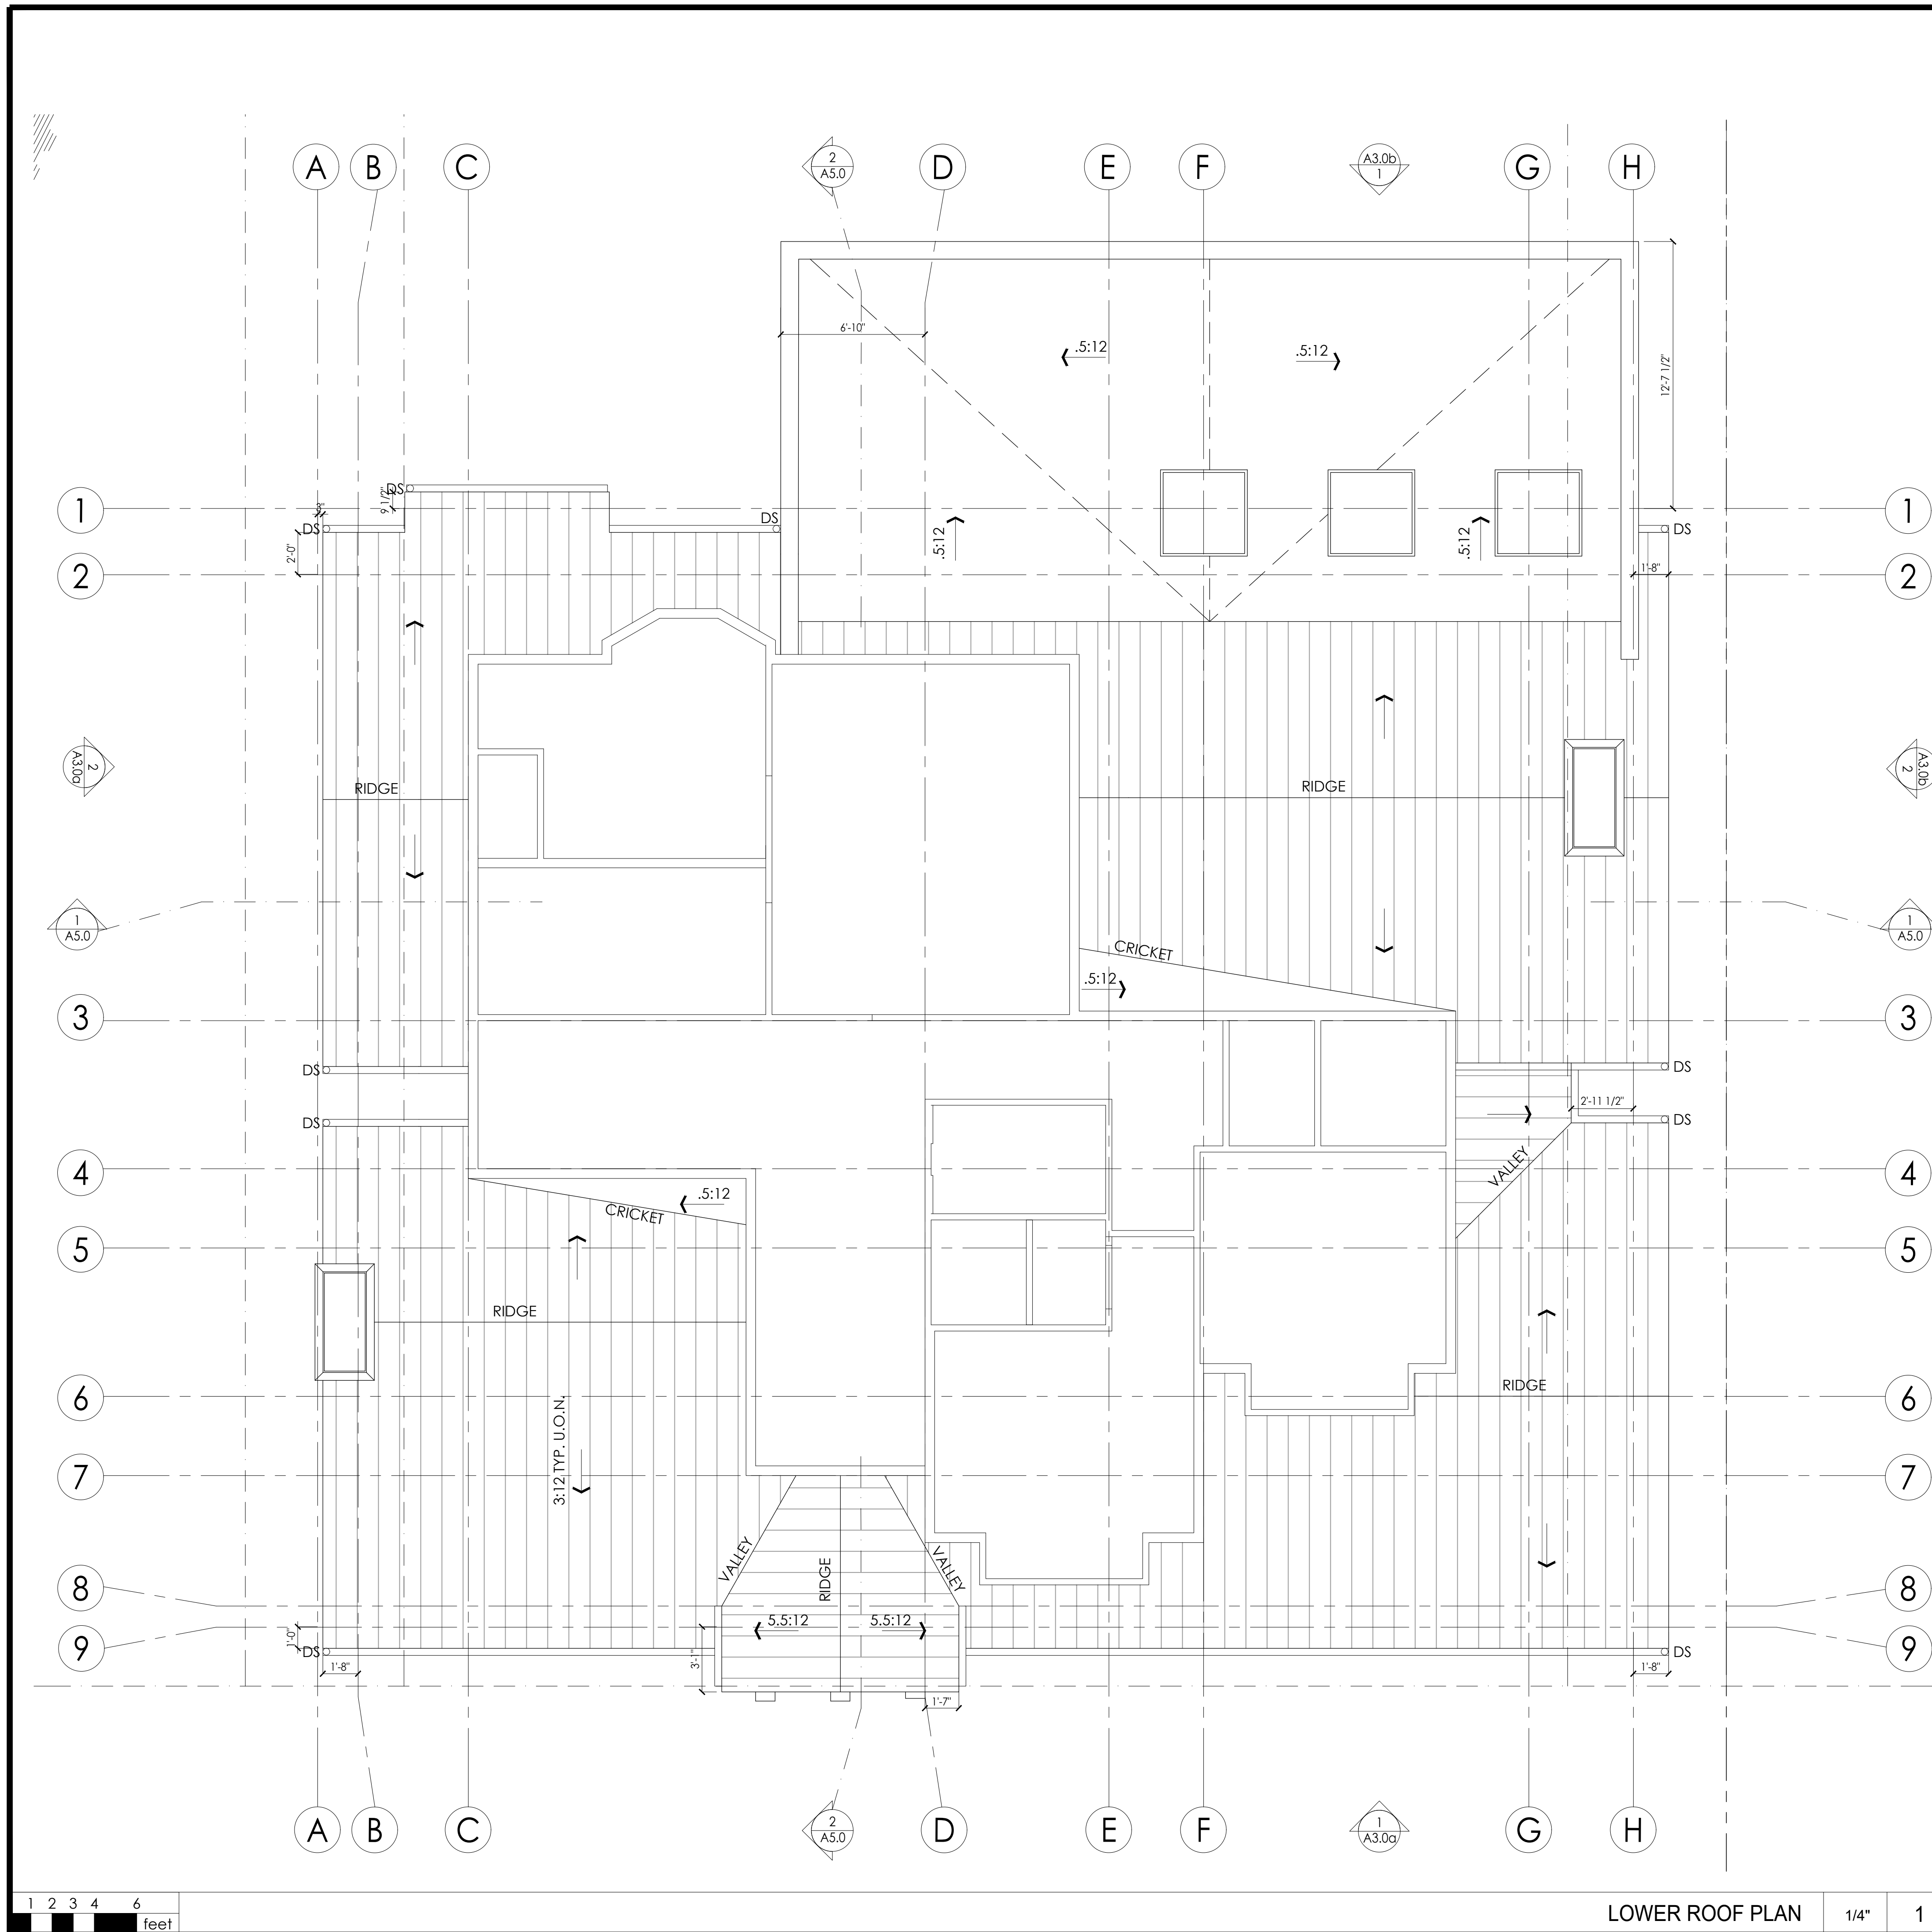 A
B
C
2
A5.0
D
E
F
A3.0b
1
G
H
6'-10"
.5:12
.5:12
12'-7 1/2"
DS
9 1/2"
3"
1
DS
DS
DS
1
2'-0"
.5:12
.5:12
2
1'-8"
2
2
A3.0a
RIDGE
RIDGE
A3.0b
2
1
A5.0
1
A5.0
CRICKET
.5:12
3
3
DS
DS
DS
2'-11 1/2"
DS
4
VALLEY
4
.5:12
CRICKET
5
5
RIDGE
RIDGE
6
6
3:12 TYP. U.O.N.
7
7
VALLEY
RIDGE
VALLEY
8
8
5.5:12
5.5:12
1'-0"
9
DS
3'-1"
DS
9
1'-8"
1'-8"
1'-7"
A
B
C
2
A5.0
D
E
F
1
A3.0a
G
H
1 2 3 4 6
feet
LOWER ROOF PLAN
1/4"
1